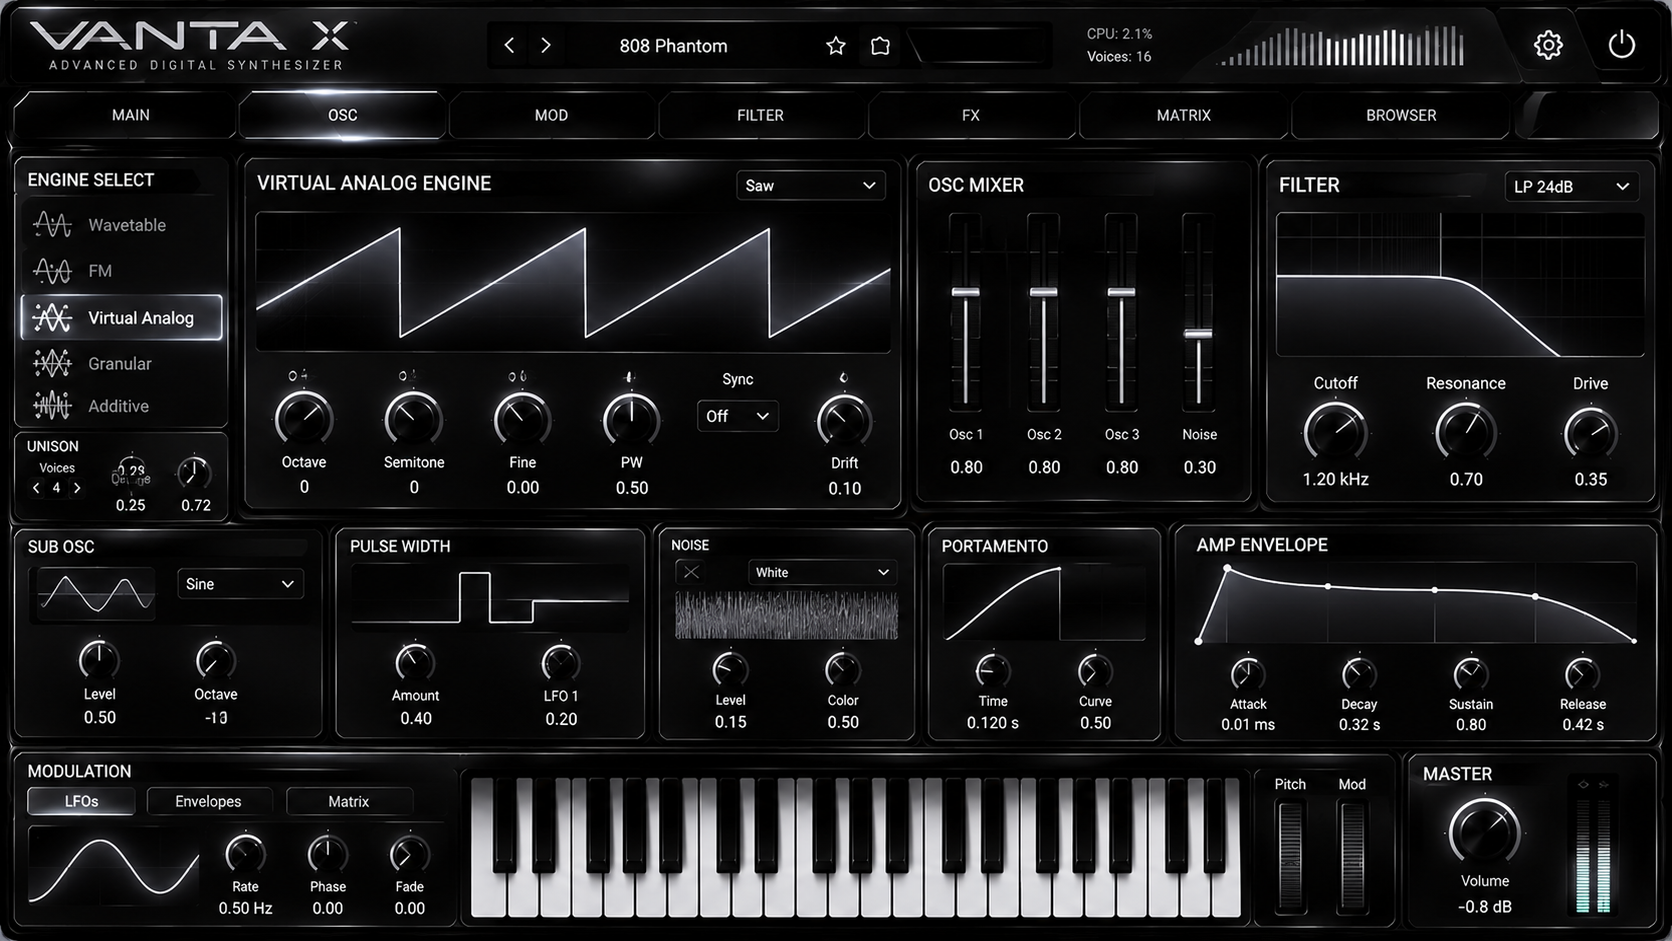 VANTA X
ADVANCED DIGITAL SYNTHESIZER
808 Phantom
CPU: 2.1%
Voices: 16
MAIN
OSC
MOD
FILTER
FX
MATRIX
BROWSER
ENGINE SELECT
Wavetable
FM
Virtual Analog
Granular
Additive
UNISON
Voices
4
0.25
0.72
VIRTUAL ANALOG ENGINE
Saw
Octave
0
Semitone
0
Fine
0.00
PW
0.50
Sync
Off
Drift
0.10
OSC MIXER
Osc 1
0.80
Osc 2
0.80
Osc 3
0.80
Noise
0.30
FILTER
LP 24dB
Cutoff
1.20 kHz
Resonance
0.70
Drive
0.35
SUB OSC
Sine
Level
0.50
Octave
PULSE WIDTH
Amount
0.40
LFO 1
0.20
NOISE
White
Level
0.15
Color
0.50
PORTAMENTO
Time
0.120 s
Curve
0.50
AMP ENVELOPE
Attack
0.01 ms
Decay
0.32 s
Sustain
0.80
Release
0.42 s
MODULATION
LFOs
Envelopes
Matrix
Rate
0.50 Hz
Phase
0.00
Fade
0.00
Pitch
Mod
MASTER
Volume
-0.8 dB